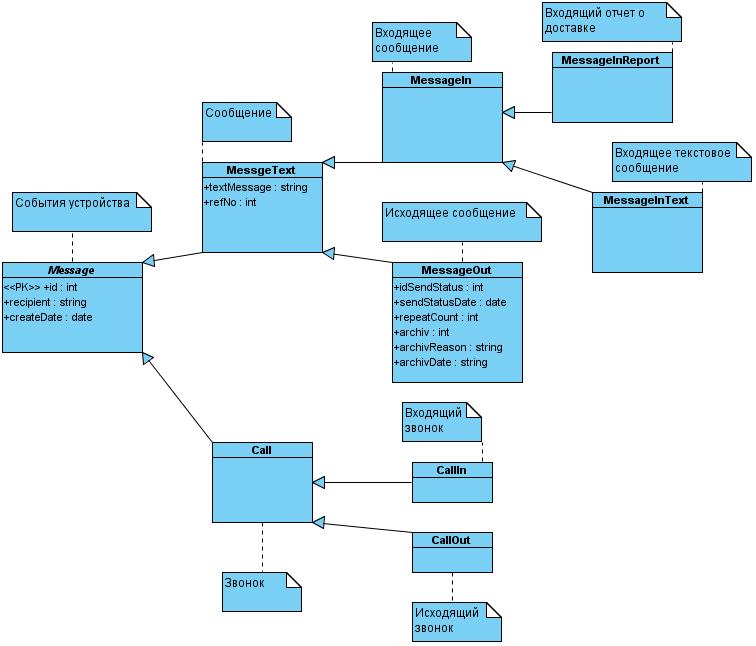 Входящий отчет о
доставке
MessageInReport
Входящее
сообщение
MessageIn
Сообщение
MessgeText
+textMessage : string
+refNo : int
Входящее текстовое
сообщение
MessageInText
События устройства
Message
<<PK>> +id : int
+recipient : string
+createDate : date
Исходящее сообщение
MessageOut
+idSendStatus : int
+sendStatusDate : date
+repeatCount : int
+archiv : int
+archivReason : string
+archivDate : string
Call
Звонок
Входящий
звонок
CallIn
CallOut
Исходящий
звонок